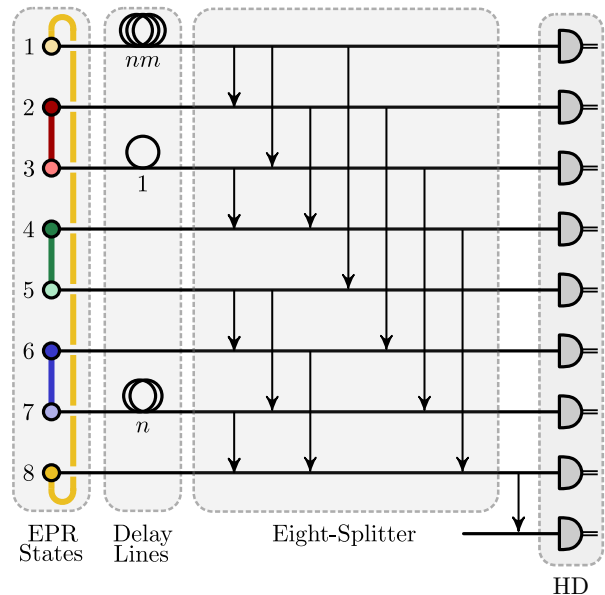 1
nm
2
3
1
4
5
6
7
n
8
EPR
States
Delay
Lines
Eight-Splitter
HD